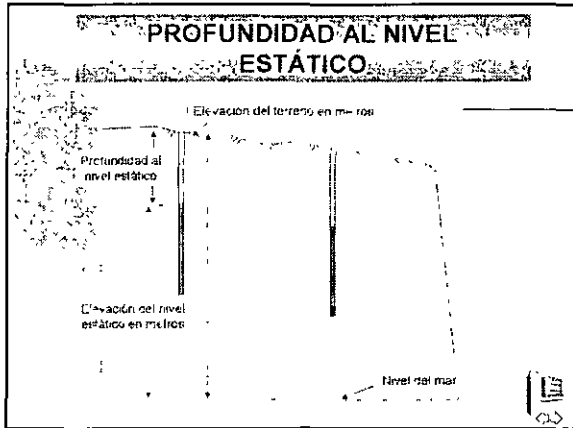 PROFUNDIDAD AL NIVEL
ESTÁTICO
Elevación del terreno en metros
Profundidad al
nivel estático
Elevación del nivel
estático en metros
Nivel del mar